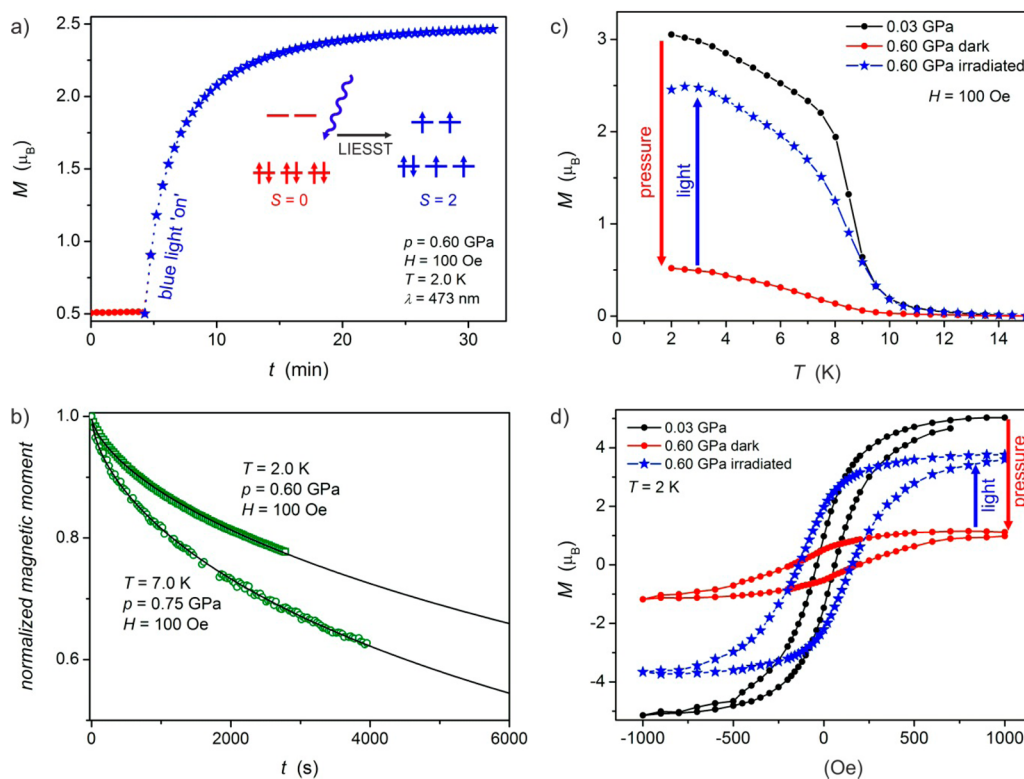 a)
2.5
2.0
1.5
1.0
0.5
M (μB)
0
10
20
30
t (min)
blue light 'on'
LIESST
S = 0
S = 2
p = 0.60 GPa
H = 100 Oe
T = 2.0 K
λ = 473 nm
c)
3
2
1
0
M (μB)
0
2
4
6
8
10
12
14
T (K)
0.03 GPa
0.60 GPa dark
0.60 GPa irradiated
H = 100 Oe
pressure
light
b)
1.0
0.8
0.6
normalized magnetic moment
0
2000
4000
6000
t (s)
T = 2.0 K
p = 0.60 GPa
H = 100 Oe
T = 7.0 K
p = 0.75 GPa
H = 100 Oe
d)
4
2
0
-2
-4
M (μB)
-1000
-500
0
500
1000
(Oe)
0.03 GPa
0.60 GPa dark
0.60 GPa irradiated
T = 2 K
light
pressure